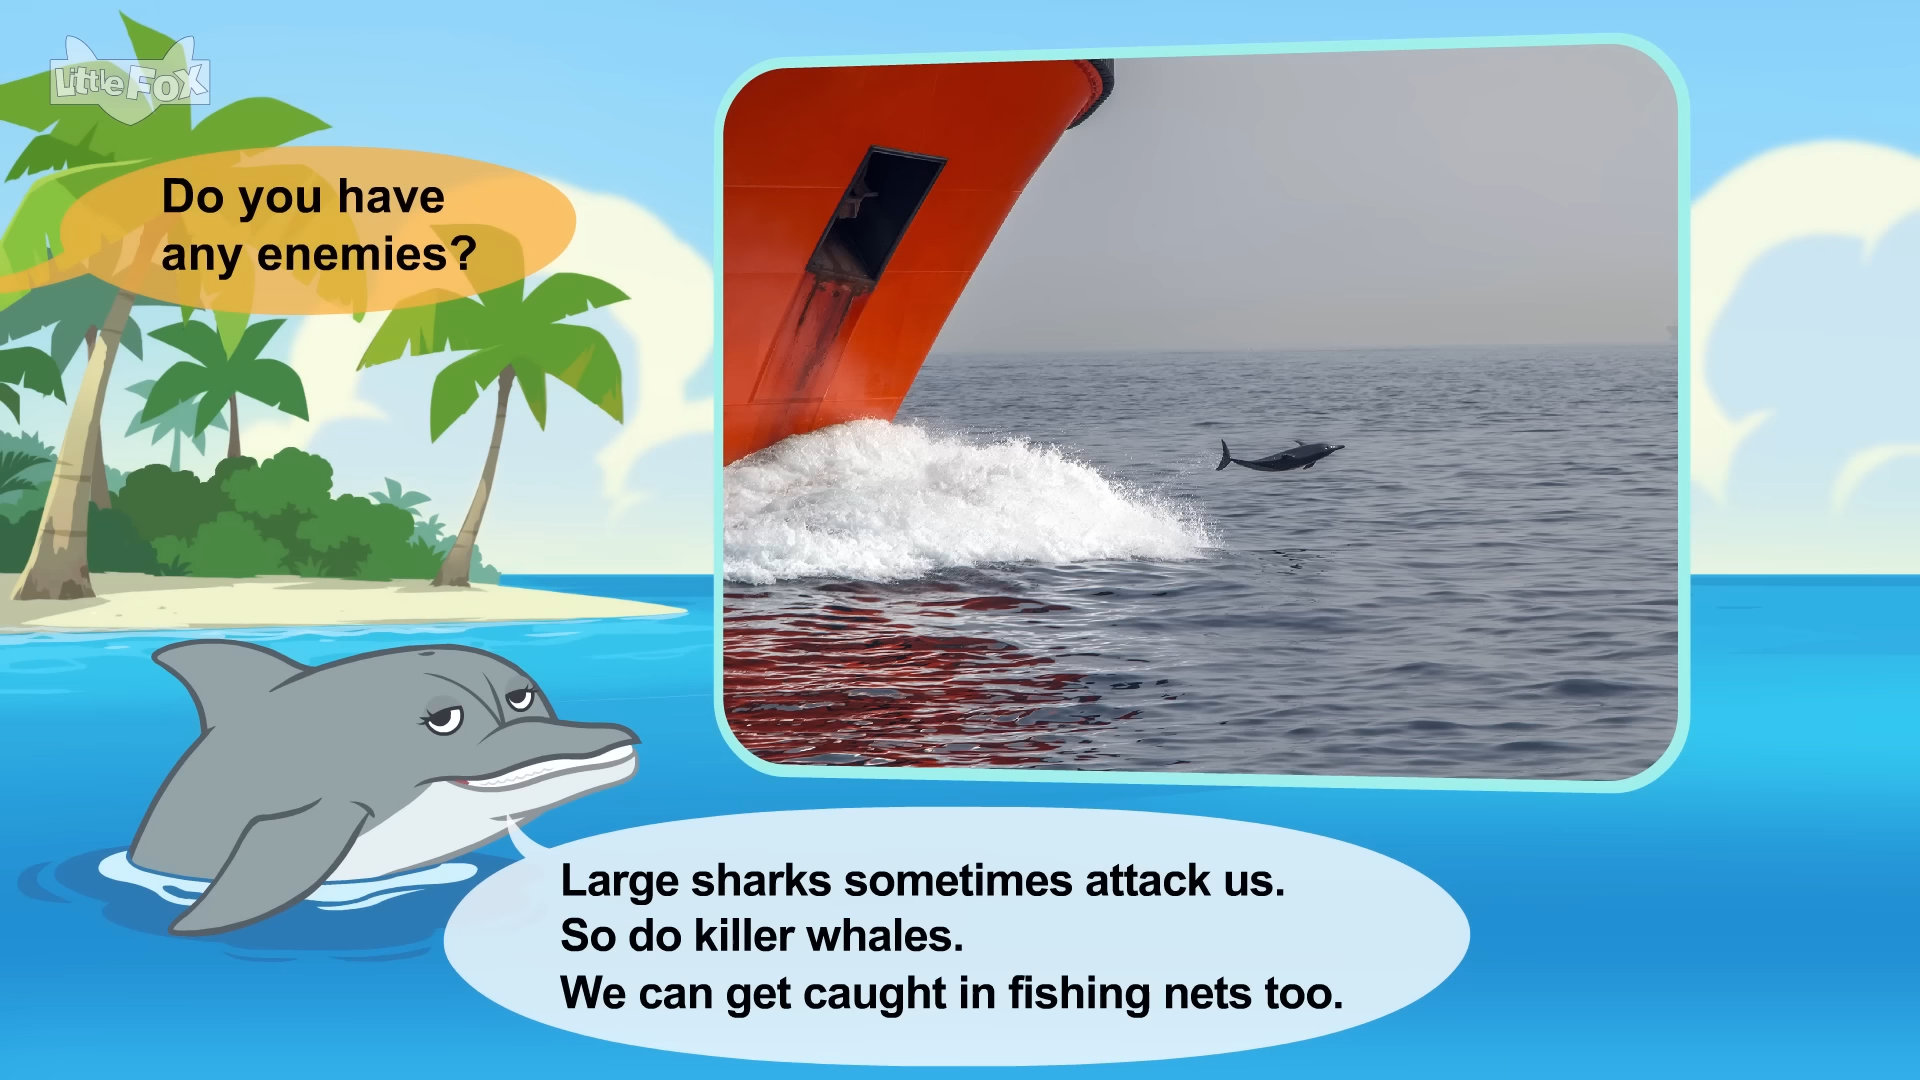 Little Fox
Do you have
any enemies?
Large sharks sometimes attack us.
So do killer whales.
We can get caught in fishing nets too.